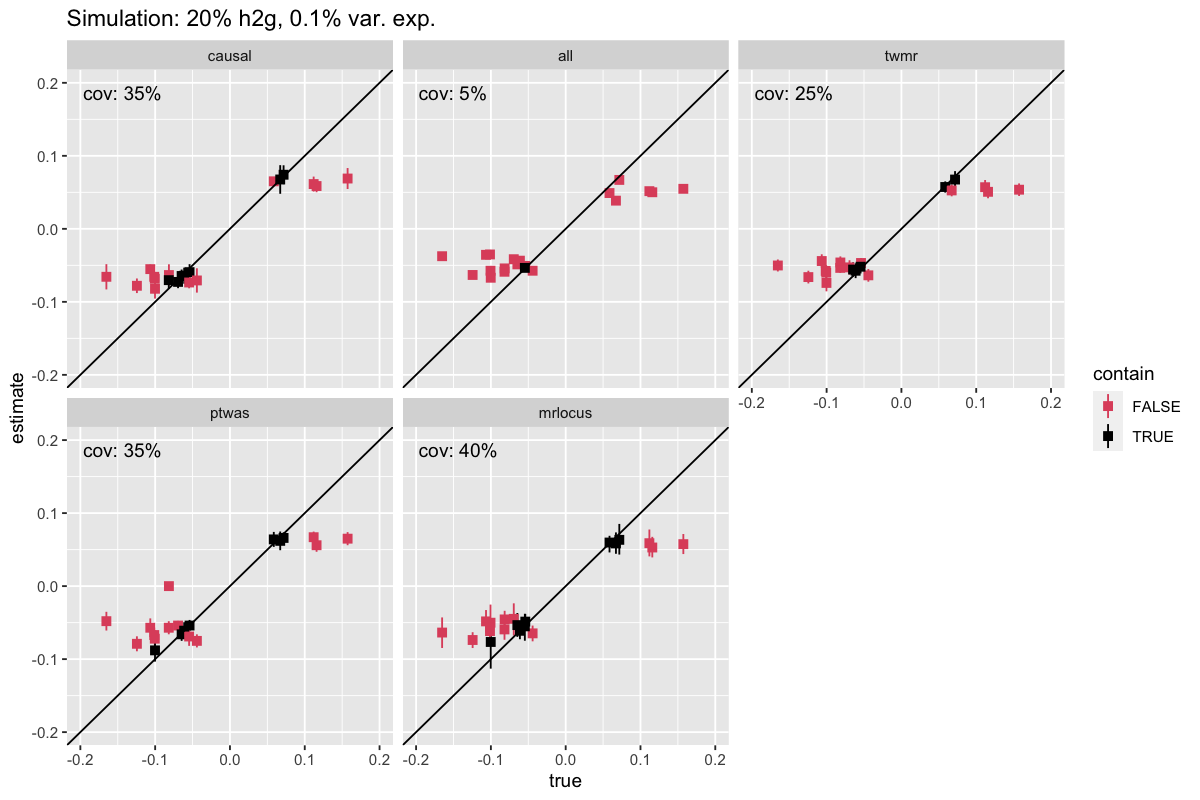 Simulation: 20% h2g, 0.1% var. exp.
causal
all
twmr
cov: 35%
cov: 5%
cov: 25%
0.2
0.1
0.0
-0.1
-0.2
-0.2 -0.1 0.0 0.1 0.2
ptwas
mrlocus
cov: 35%
cov: 40%
0.2
0.1
0.0
-0.1
-0.2
-0.2 -0.1 0.0 0.1 0.2
-0.2 -0.1 0.0 0.1 0.2
true
estimate
contain
FALSE
TRUE